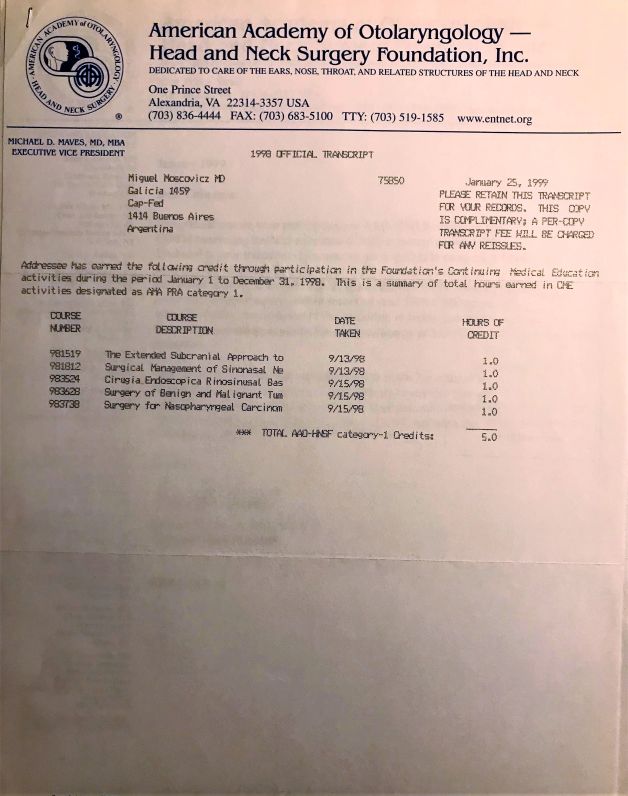 AMERICAN ACADEMY of OTOLARYNGOLOGY
HEAD AND NECK SURGERY
American Academy of Otolaryngology —
Head and Neck Surgery Foundation, Inc.
DEDICATED TO CARE OF THE EARS, NOSE, THROAT, AND RELATED STRUCTURES OF THE HEAD AND NECK
One Prince Street
Alexandria, VA 22314-3357 USA
(703) 836-4444 FAX: (703) 683-5100 TTY: (703) 519-1585 www.entnet.org
MICHAEL D. MAVES, MD, MBA
EXECUTIVE VICE PRESIDENT
1998 OFFICIAL TRANSCRIPT
Miguel Moscovicz MD 75850 January 25, 1999
Galicia 1459
Cap-Fed
1414 Buenos Aires
Argentina
PLEASE RETAIN THIS TRANSCRIPT
FOR YOUR RECORDS. THIS COPY
IS COMPLIMENTARY; A PER-COPY
TRANSCRIPT FEE WILL BE CHARGED
FOR ANY REISSUES.
Addressee has earned the following credit through participation in the Foundation's Continuing Medical Education
activities during the period January 1 to December 31, 1998. This is a summary of total hours earned in CME
activities designated as AMA PRA category 1.
COURSE COURSE DATE HOURS OF
NUMBER DESCRIPTION TAKEN CREDIT
981519 The Extended Subcranial Approach to 9/13/98 1.0
981812 Surgical Management of Sinonasal Ne 9/13/98 1.0
983524 Cirugia Endoscopica Rinosinusal Bas 9/15/98 1.0
983628 Surgery of Benign and Malignant Tum 9/15/98 1.0
983738 Surgery for Nasopharyngeal Carcinom 9/15/98 1.0
*** TOTAL AAO-HNSF category-1 Credits: 5.0